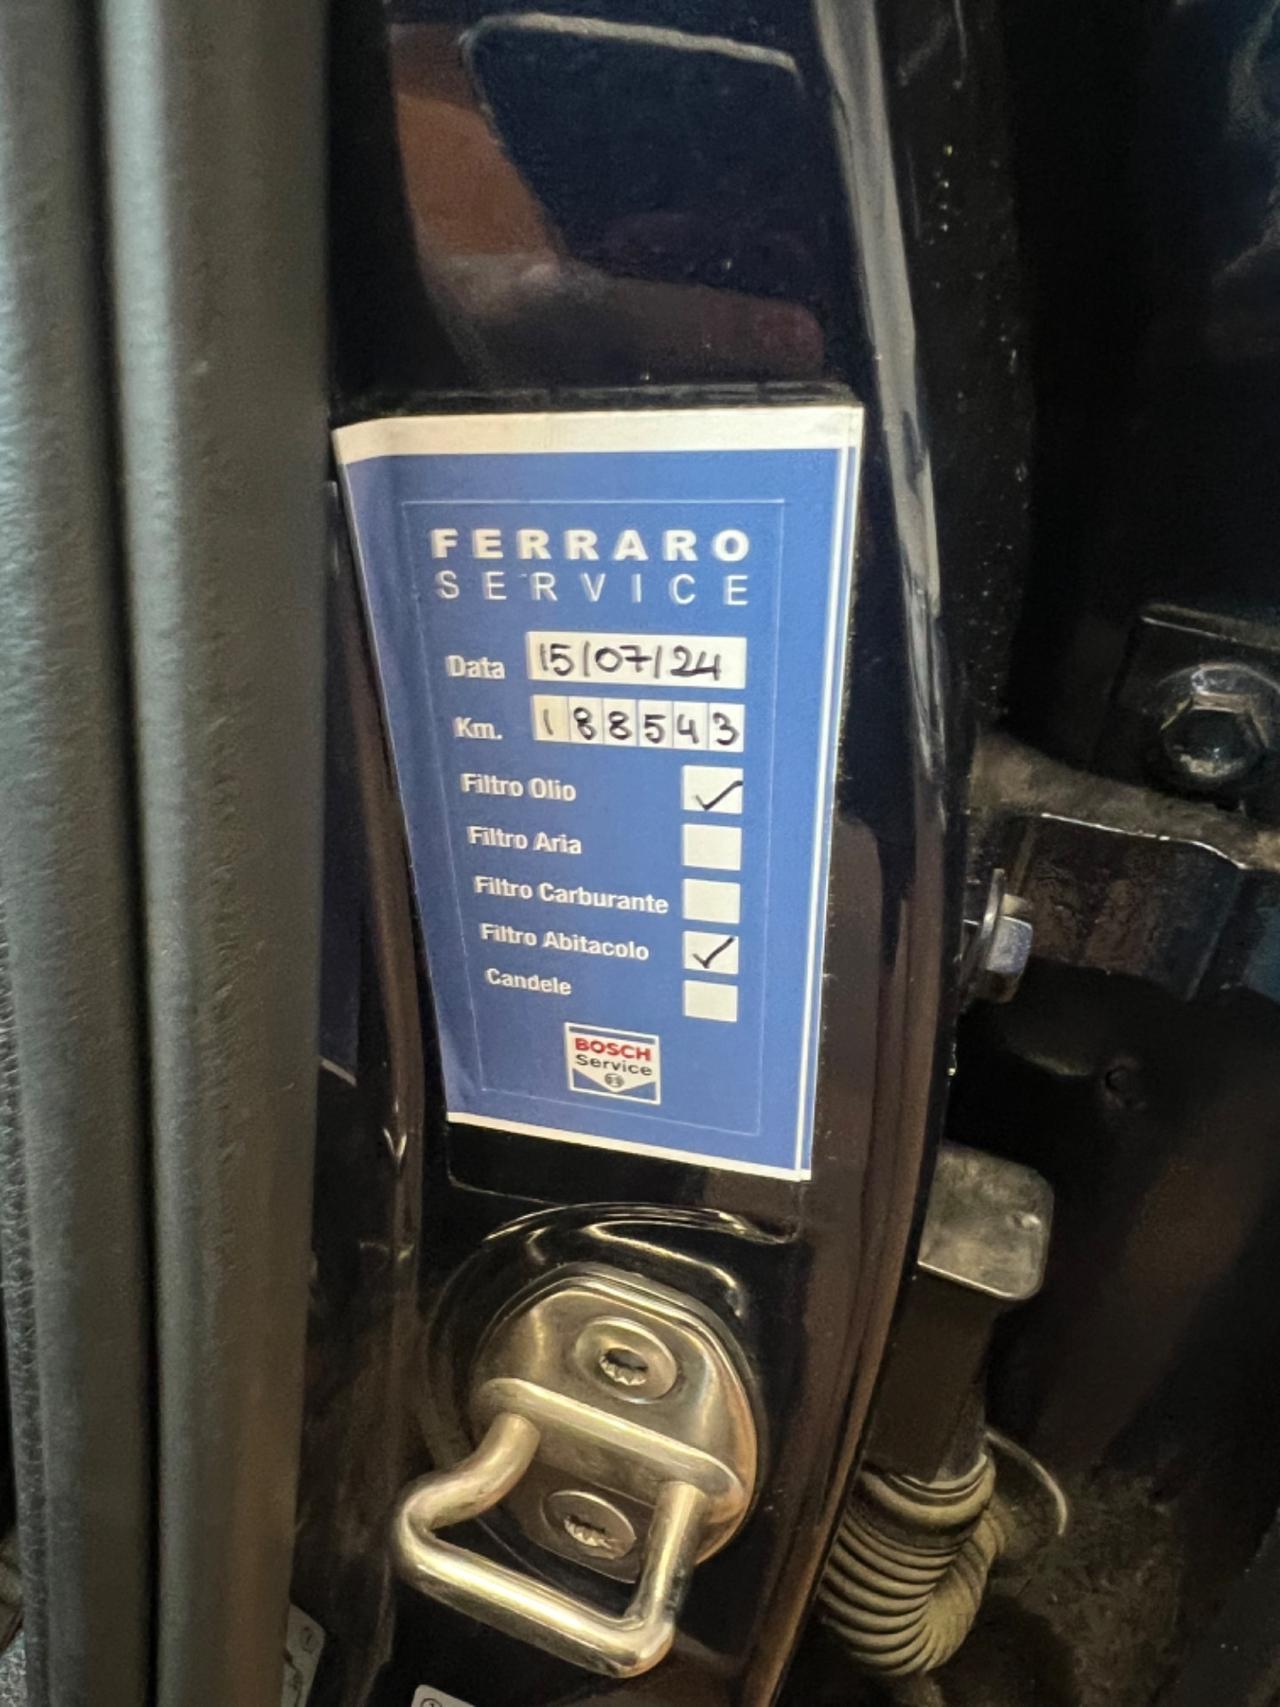 FERRARO
SERVICE
Data 15/07/24
Km. 188543
Filtro Olio ✓
Filtro Aria
Filtro Carburante
Filtro Abitacolo ✓
Candele
BOSCH
Service